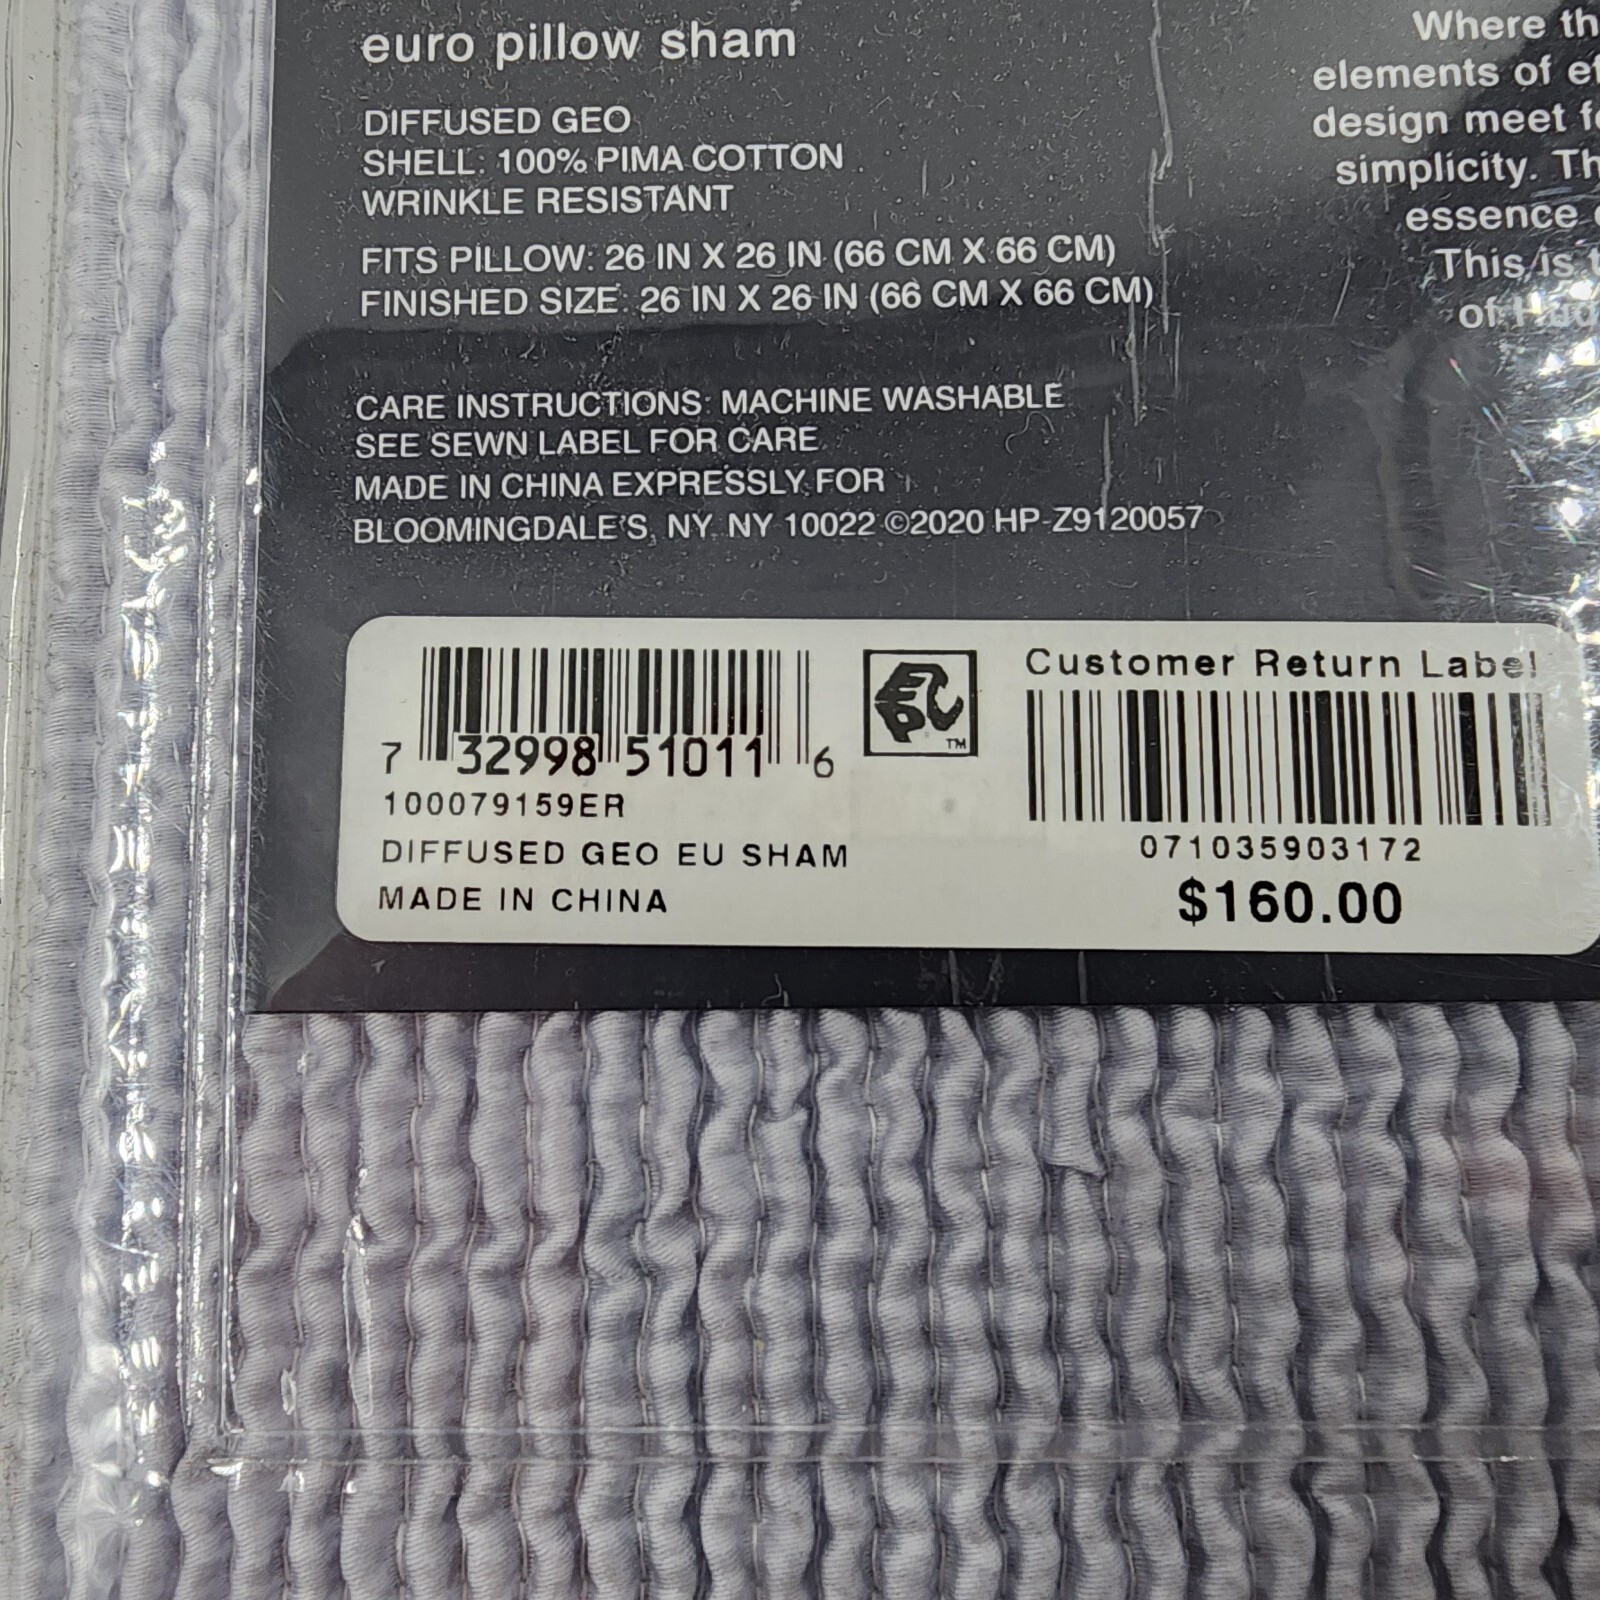 euro pillow sham
DIFFUSED GEO
SHELL: 100% PIMA COTTON
WRINKLE RESISTANT
FITS PILLOW: 26 IN X 26 IN (66 CM X 66 CM)
FINISHED SIZE: 26 IN X 26 IN (66 CM X 66 CM)
CARE INSTRUCTIONS: MACHINE WASHABLE
SEE SEWN LABEL FOR CARE
MADE IN CHINA EXPRESSLY FOR
BLOOMINGDALE'S, NY. NY 10022 ©2020 HP-Z9120057
Where
elements of
design meet
simplicity.
essence
This is
of
7 32998 51011 6
100079159ER
DIFFUSED GEO EU SHAM
MADE IN CHINA
TM
Customer Return Label
071035903172
$160.00